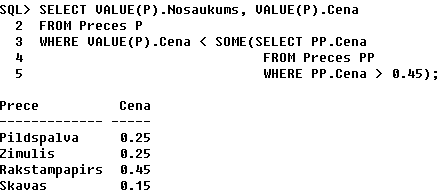 SQL> SELECT VALUE(P).Nosaukums, VALUE(P).Cena
2 FROM Preces P
3 WHERE VALUE(P).Cena < SOME(SELECT PP.Cena
4 FROM Preces PP
5 WHERE PP.Cena > 0.45);
Prece Cena
------------- -----
Pildspalva 0.25
Zimulis 0.25
Rakstampapirs 0.45
Skavas 0.15